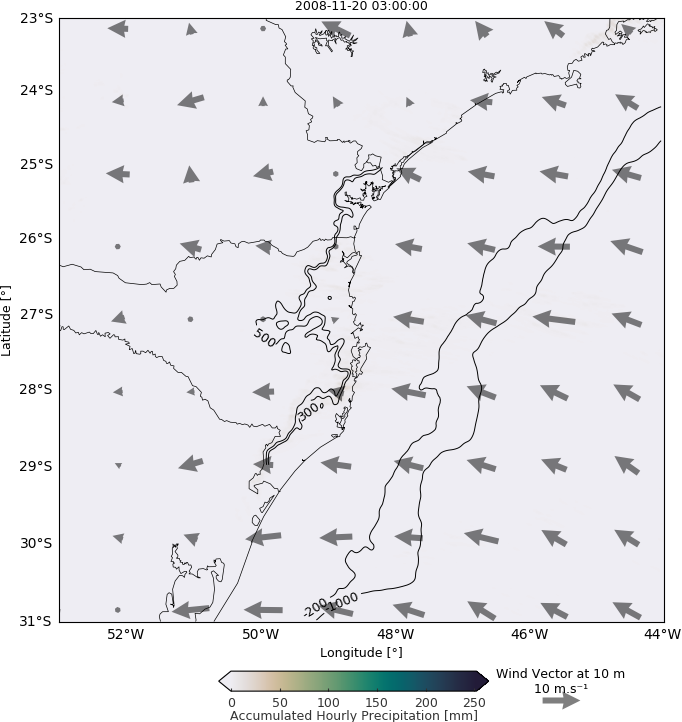 2008-11-20 03:00:00
23°S
24°S
25°S
26°S
27°S
28°S
29°S
30°S
31°S
Latitude [°]
500
300
-200
-1000
52°W 50°W 48°W 46°W 44°W
Longitude [°]
Wind Vector at 10 m
10 m.s⁻¹
0 50 100 150 200 250
Accumulated Hourly Precipitation [mm]